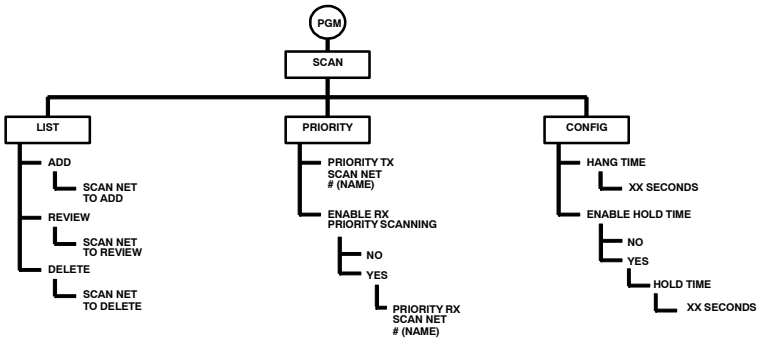 PGM
SCAN
LIST
ADD
SCAN NET
TO ADD
REVIEW
SCAN NET
TO REVIEW
DELETE
SCAN NET
TO DELETE
PRIORITY
PRIORITY TX
SCAN NET
# (NAME)
ENABLE RX
PRIORITY SCANNING
NO
YES
PRIORITY RX
SCAN NET
# (NAME)
CONFIG
HANG TIME
XX SECONDS
ENABLE HOLD TIME
NO
YES
HOLD TIME
XX SECONDS